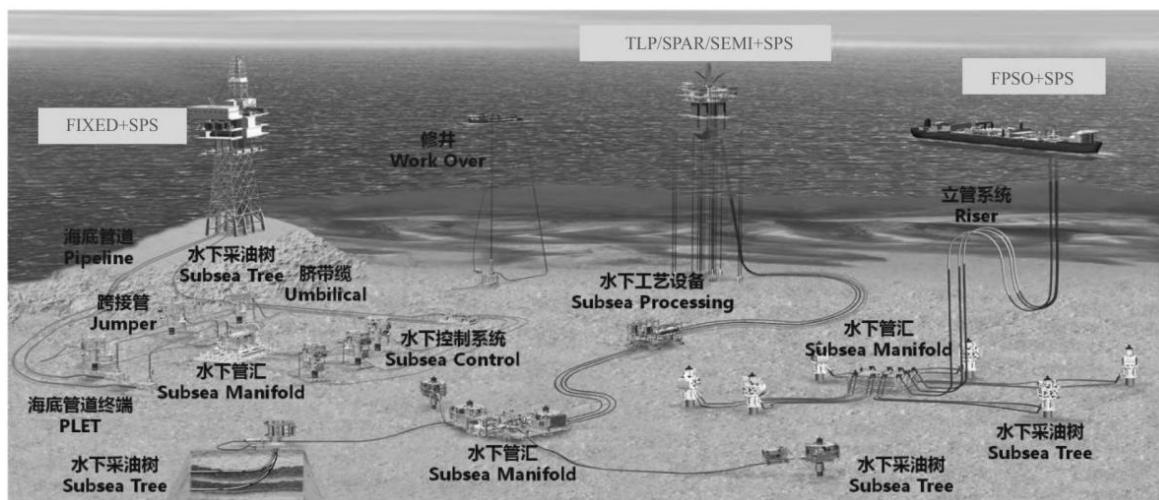 TLP/SPAR/SEMI+SPS
FPSO+SPS
FIXED+SPS
修井
Work Over
立管系统
Riser
海底管道
Pipeline
水下采油树
Subsea Tree
脐带缆
Umbilical
水下工艺设备
Subsea Processing
跨接管
Jumper
水下控制系统
Subsea Control
水下管汇
Subsea Manifold
水下管汇
Subsea Manifold
海底管道终端
PLET
水下采油树
Subsea Tree
水下管汇
Subsea Manifold
水下采油树
Subsea Tree
水下采油树
Subsea Tree